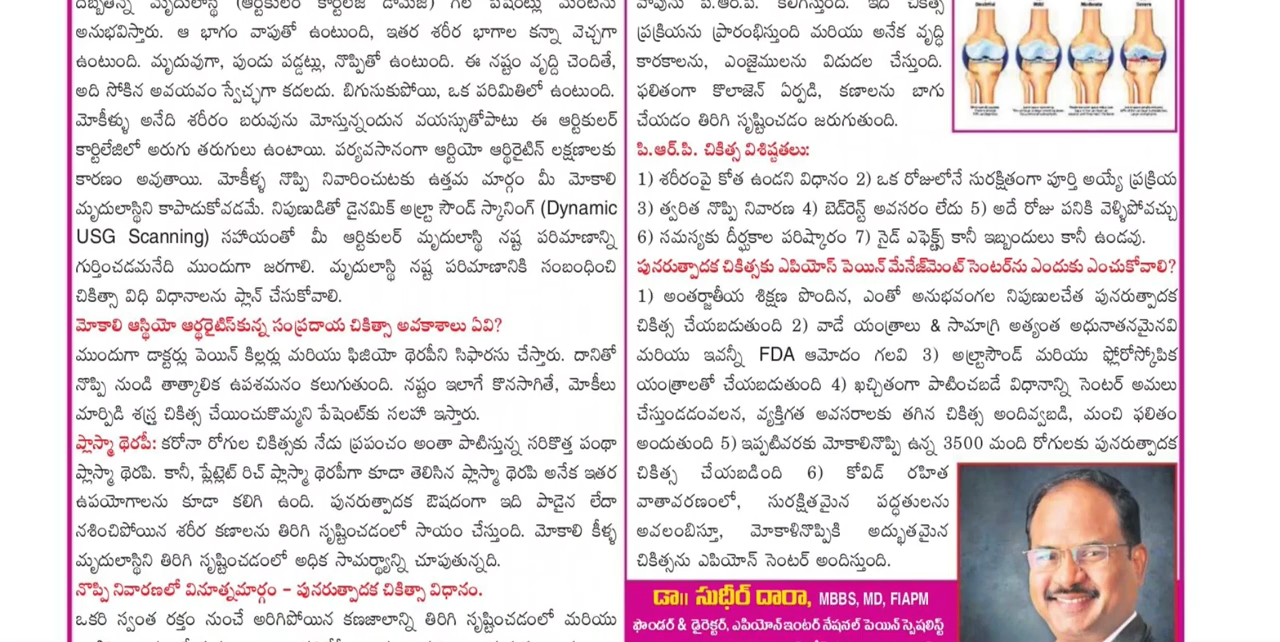 దెబ్బతిన్న మృదులాస్థి (ఆర్టికులం కార్టిలేజ్ డామేజ్) గల పేషెంట్లు మంటను
అనుభవిస్తారు. ఆ భాగం వాపుతో ఉంటుంది, ఇతర శరీర భాగాల కన్నా వెచ్చగా
ఉంటుంది. మృదువుగా, పుండు పడ్డట్లు, నొప్పితో ఉంటుంది. ఈ నష్టం వృద్ది చెందితే,
అది సోకిన అవయవం స్వేచ్ఛగా కదలదు. బిగుసుకుపోయి, ఒక పరిమితిలో ఉంటుంది.
మోకీళ్ళు అనేది శరీరం బరువును మోస్తున్నందున వయస్సుతోపాటు ఈ ఆర్టికులర్
కార్టిలేజిలో అరుగు తరుగులు ఉంటాయి. పర్యవసానంగా ఆర్టియో ఆర్థిరైటిన్ లక్షణాలకు
కారణం అవుతాయి. మోకీళ్ళ నొప్పి నివారించుటకు ఉత్తమ మార్గం మీ మోకాలి
మృదులాస్థిని కాపాడుకోవడమే. నిపుణుడితో డైనమిక్ అల్ట్రా సౌండ్ స్కానింగ్ (Dynamic
USG Scanning) సహాయంతో మీ ఆర్టికులర్ మృదులాస్థి నష్ట పరిమాణాన్ని
గుర్తించడమనేది ముందుగా జరగాలి. మృదులాస్థి నష్ట పరిమాణానికి సంబంధించి
చికిత్సా విధి విధానాలను ప్లాన్ చేసుకోవాలి.
మోకాలి ఆస్థియో ఆర్థరైటిస్‌కున్న సంప్రదాయ చికిత్సా అవకాశాలు ఏవి?
ముందుగా డాక్టర్లు పెయిన్ కిల్లర్లు మరియు ఫిజియో థెరపీని సిఫారసు చేస్తారు. దానితో
నొప్పి నుండి తాత్కాలిక ఉపశమనం కలుగుతుంది. నష్టం ఇలాగే కొనసాగితే, మోకీలు
మార్పిడి శస్త్ర చికిత్స చేయించుకొమ్మని పేషెంట్‌కు సలహా ఇస్తారు.
ప్లాస్మా థెరపీ: కరోనా రోగుల చికిత్సకు నేడు ప్రపంచం అంతా పాటిస్తున్న సరికొత్త పంథా
ప్లాస్మా థెరపి. కానీ, ప్లేట్లెట్ రిచ్ ప్లాస్మా థెరపీగా కూడా తెలిసిన ప్లాస్మా థెరపి అనేక ఇతర
ఉపయోగాలను కూడా కలిగి ఉంది. పునరుత్పాదక ఔషదంగా ఇది పాడైన లేదా
నశించిపోయిన శరీర కణాలను తిరిగి సృష్టించడంలో సాయం చేస్తుంది. మోకాలి కీళ్ళ
మృదులాస్థిని తిరిగి సృష్టించడంలో అధిక సామర్థ్యాన్ని చూపుతున్నది.
నొప్పి నివారణలో వినూత్నమార్గం – పునరుత్పాదక చికిత్సా విధానం.
ఒకరి స్వంత రక్తం నుంచే అరిగిపోయిన కణజాలాన్ని తిరిగి సృష్టించడంలో మరియు
వాపును పి.ఆర్.పి. కలిగిస్తుంది. ఇది చికిత్స
ప్రక్రియను ప్రారంభిస్తుంది మరియు అనేక వృద్ధి
కారకాలను, ఎంజైములను విడుదల చేస్తుంది.
ఫలితంగా కొలాజెన్ ఏర్పడి, కణాలను బాగు
చేయడం తిరిగి సృష్టించడం జరుగుతుంది.
పి.ఆర్.పి. చికిత్స విశిష్టతలు:
1) శరీరంపై కోత ఉండని విధానం 2) ఒక రోజులోనే సురక్షితంగా పూర్తి అయ్యే ప్రక్రియ
3) త్వరిత నొప్పి నివారణ 4) బెడ్‌రెస్ట్ అవసరం లేదు 5) అదే రోజు పనికి వెళ్ళిపోవచ్చు
6) సమస్యకు దీర్ఘకాల పరిష్కారం 7) సైడ్ ఎఫెక్ట్స్ కానీ ఇబ్బందులు కానీ ఉండవు.
పునరుత్పాదక చికిత్సకు ఎపియోన్ పెయిన్ మేనేజ్‌మెంట్ సెంటర్‌ను ఎందుకు ఎంచుకోవాలి?
1) అంతర్జాతీయ శిక్షణ పొందిన, ఎంతో అనుభవంగల నిపుణులచేత పునరుత్పాదక
చికిత్స చేయబడుతుంది 2) వాడే యంత్రాలు & సామాగ్రి అత్యంత అధునాతనమైనవి
మరియు ఇవన్నీ FDA ఆమోదం గలవి 3) అల్ట్రాసౌండ్ మరియు ఫ్లోరోస్కోపిక
యంత్రాలతో చేయబడుతుంది 4) ఖచ్చితంగా పాటించబడే విధానాన్ని సెంటర్ అమలు
చేస్తుండడంవలన, వ్యక్తిగత అవసరాలకు తగిన చికిత్స అందివ్వబడి, మంచి ఫలితం
అందుతుంది 5) ఇప్పటివరకు మోకాలినొప్పి ఉన్న 3500 మంది రోగులకు పునరుత్పాదక
చికిత్స చేయబడింది 6) కోవిడ్ రహిత
వాతావరణంలో, సురక్షితమైన పద్ధతులను
అవలంబిస్తూ, మోకాళినొప్పికి అద్భుతమైన
చికిత్సను ఎపియోన్ సెంటర్ అందిస్తుంది.
డా॥ సుధీర్ దారా, MBBS, MD, FIAPM
ఫౌండర్ & డైరెక్టర్, ఎపియోన్ ఇంటర్ నేషనల్ పెయిన్ స్పెషలిస్ట్